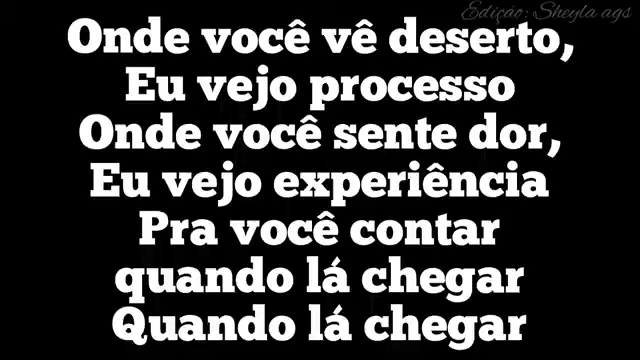 Edição: Sheyla ags
Onde você vê deserto,
Eu vejo processo
Onde você sente dor,
Eu vejo experiência
Pra você contar
quando lá chegar
Quando lá chegar